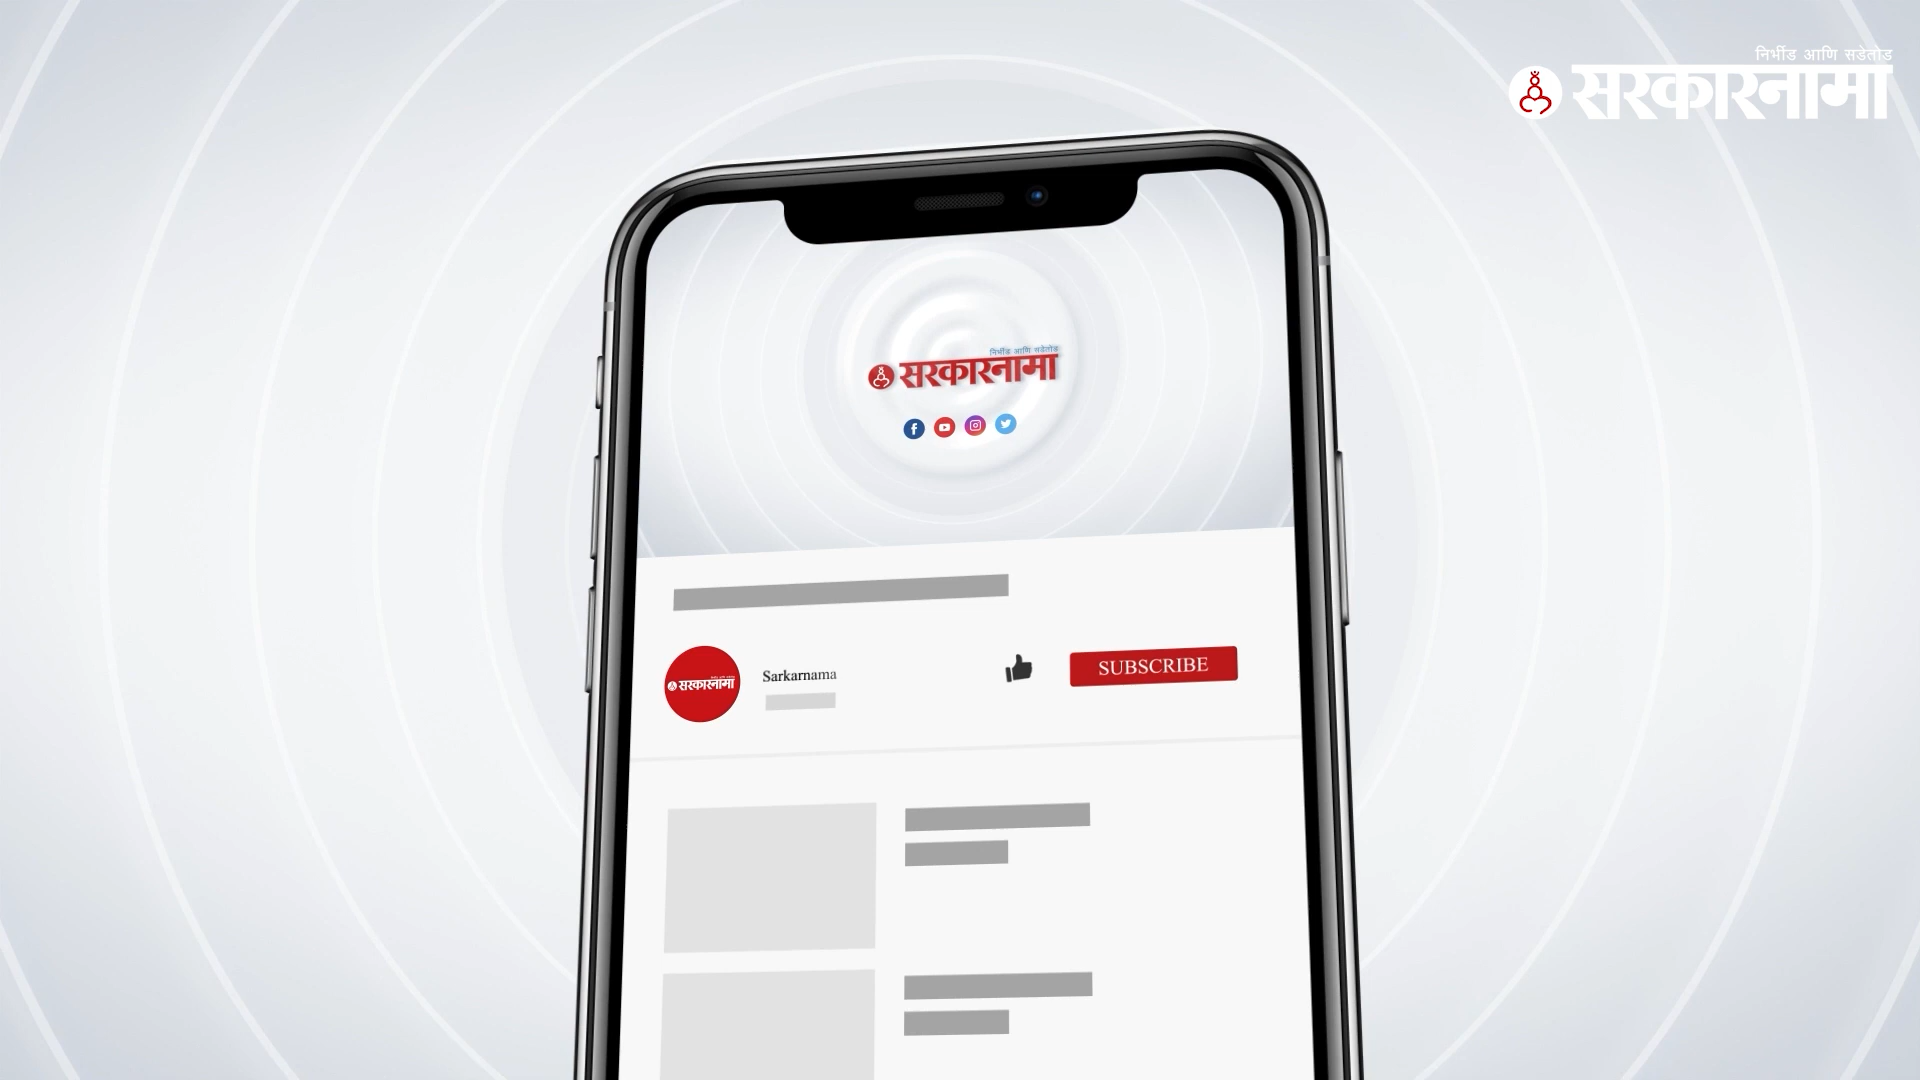 निर्भीड आणि सडेतोड
सरकारनामा
निर्भीड आणि सडेतोड
सरकारनामा
सरकारनामा
Sarkarnama
SUBSCRIBE